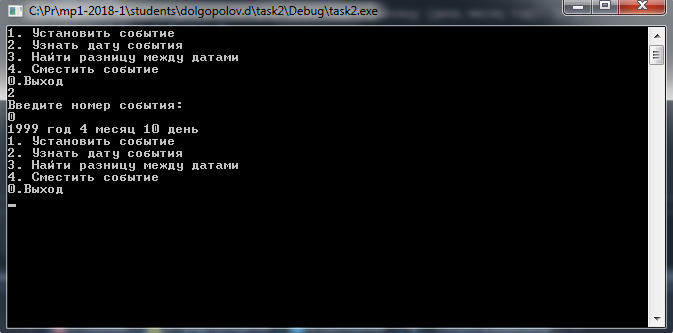 C:\Pr\mp1-2018-1\students\dolgopolov.d\task2\Debug\task2.exe
1. Установить событие
2. Узнать дату события
3. Найти разницу между датами
4. Сместить событие
0.Выход
2
Введите номер события:
0
1999 год 4 месяц 10 день
1. Установить событие
2. Узнать дату события
3. Найти разницу между датами
4. Сместить событие
0.Выход